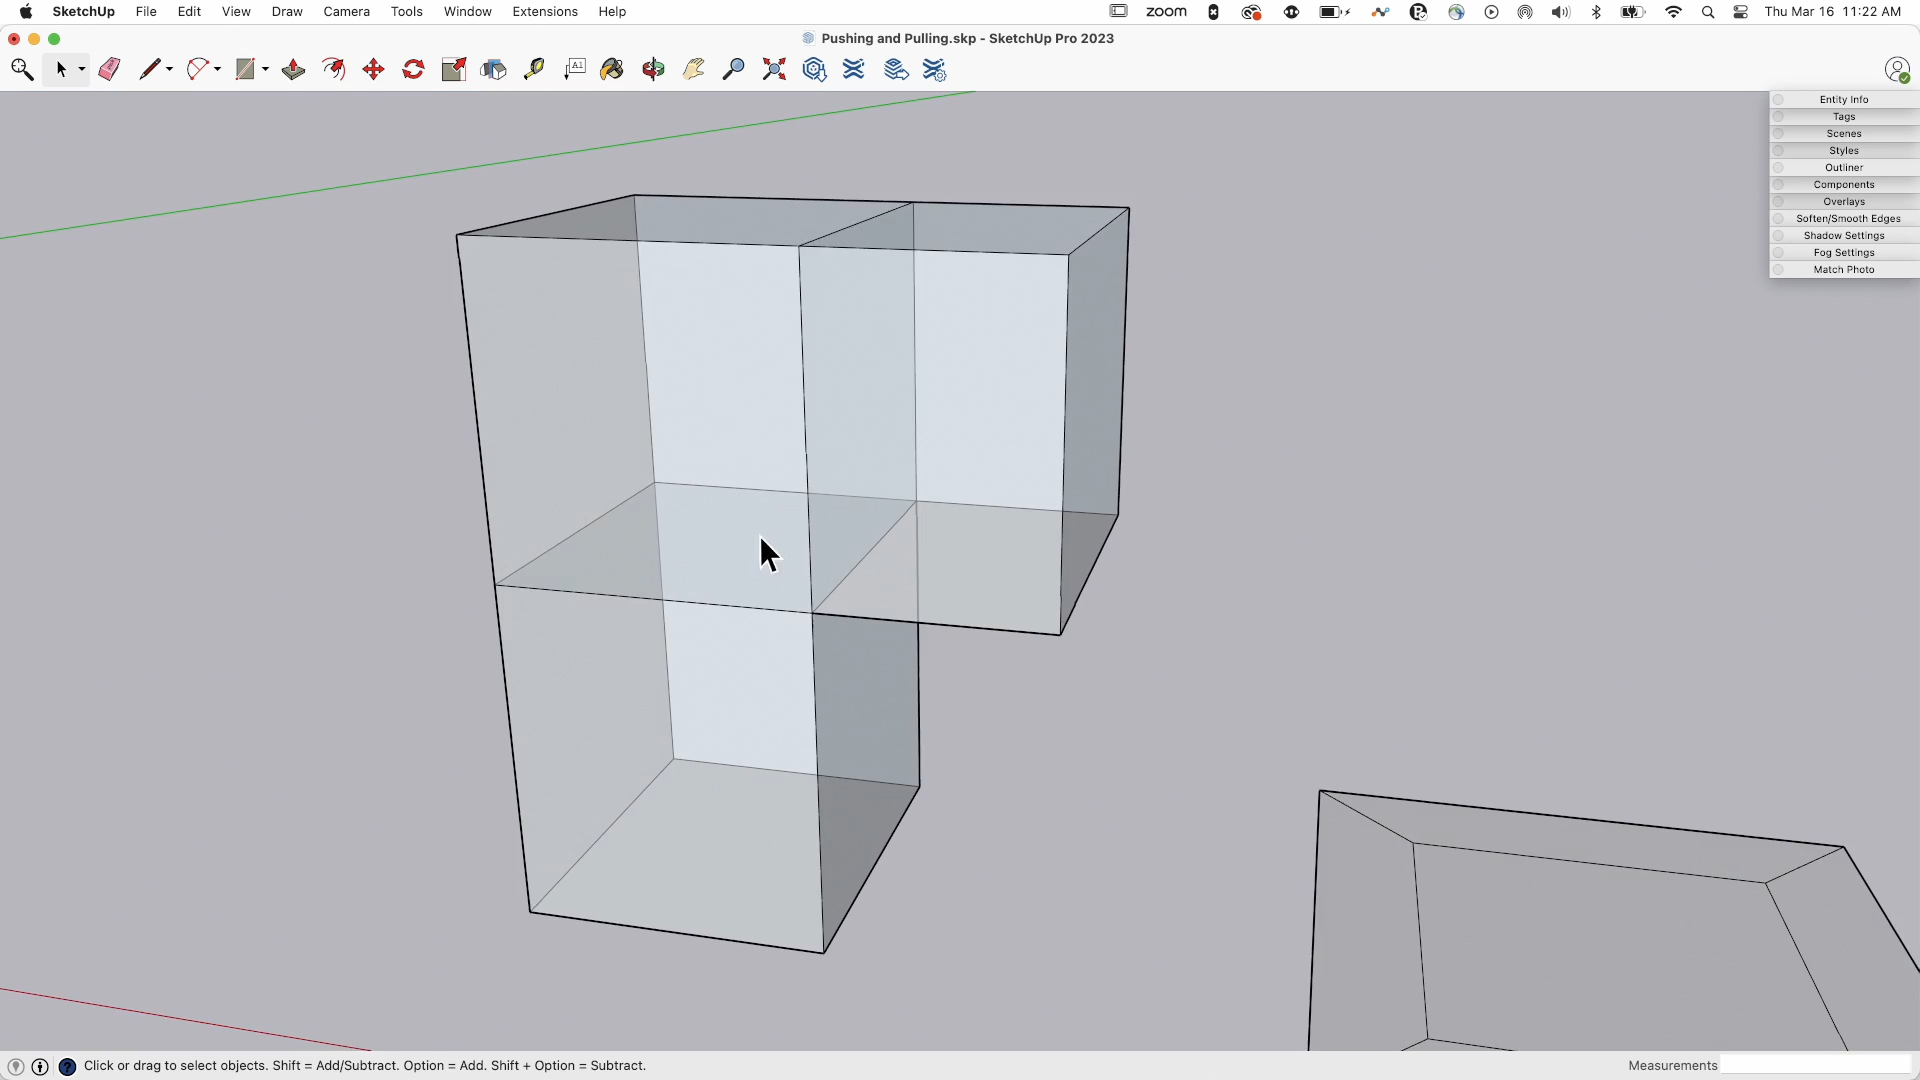 SketchUp File Edit View Draw Camera Tools Window Extensions Help zoom Thu Mar 16 11:22 AM
Pushing and Pulling.skp - SketchUp Pro 2023
A1
Entity Info
Tags
Scenes
Styles
Outliner
Components
Overlays
Soften/Smooth Edges
Shadow Settings
Fog Settings
Match Photo
Click or drag to select objects. Shift = Add/Subtract. Option = Add. Shift + Option = Subtract. Measurements